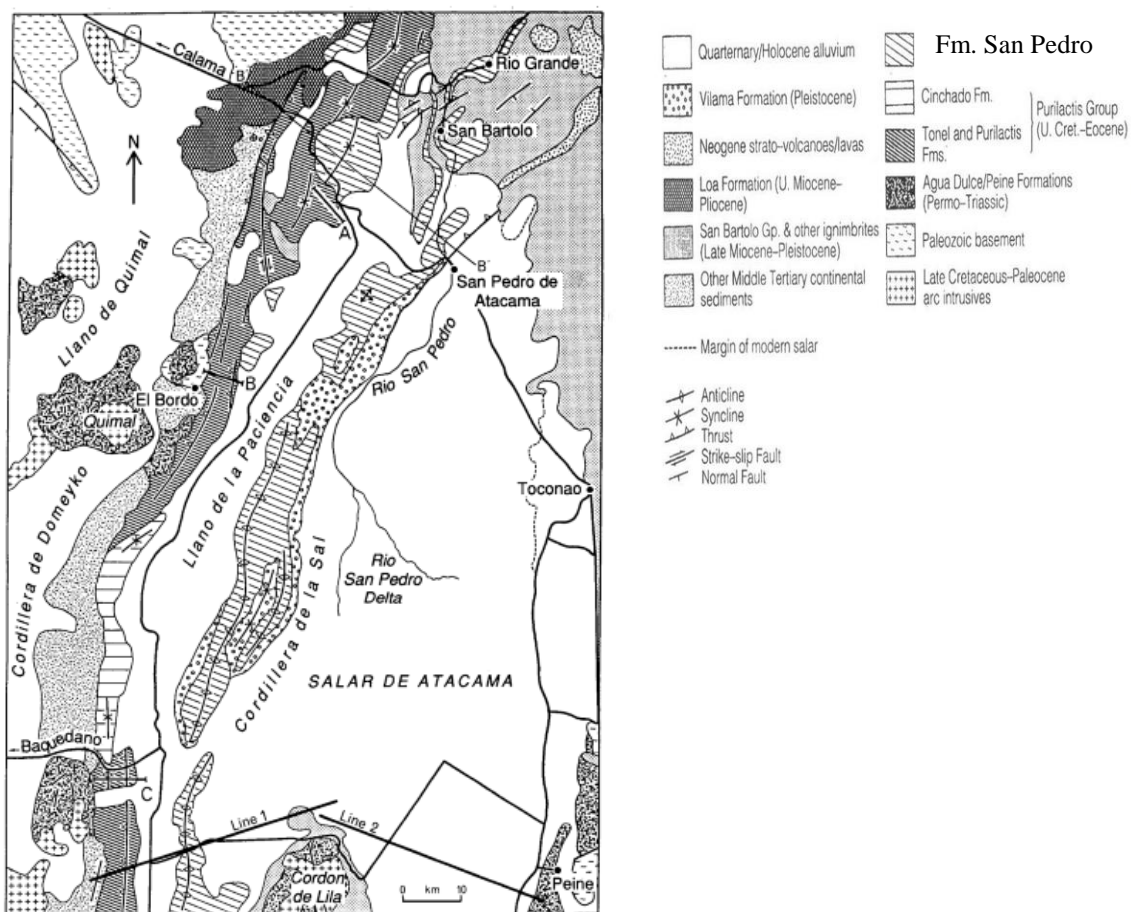 Calama
B'
Rio Grande
San Bartolo
N
A
B''
San Pedro de
Atacama
Llano de Quimal
Rio San Pedro
B
El Bordo
Quimal
Llano de la Paciencia
Toconao
Cordillera de Domeyko
Rio
San Pedro
Delta
Cordillera de la Sal
SALAR DE ATACAMA
Baquedano
C
Line 1
Line 2
Cordon
de Lila
0 km 10
Peine
Quarternary/Holocene alluvium
Vilama Formation (Pleistocene)
Neogene strato–volcanoes/lavas
Loa Formation (U. Miocene–
Pliocene)
San Bartolo Gp. & other ignimbrites
(Late Miocene–Pleistocene)
Other Middle Tertiary continental
sediments
Margin of modern salar
Anticline
Syncline
Thrust
Strike–slip Fault
Normal Fault
Fm. San Pedro
Cinchado Fm.
Tonel and Purilactis
Fms.
Purilactis Group
(U. Cret.–Eocene)
Agua Dulce/Peine Formations
(Permo–Triassic)
Paleozoic basement
Late Cretaceous–Paleocene
arc intrusives